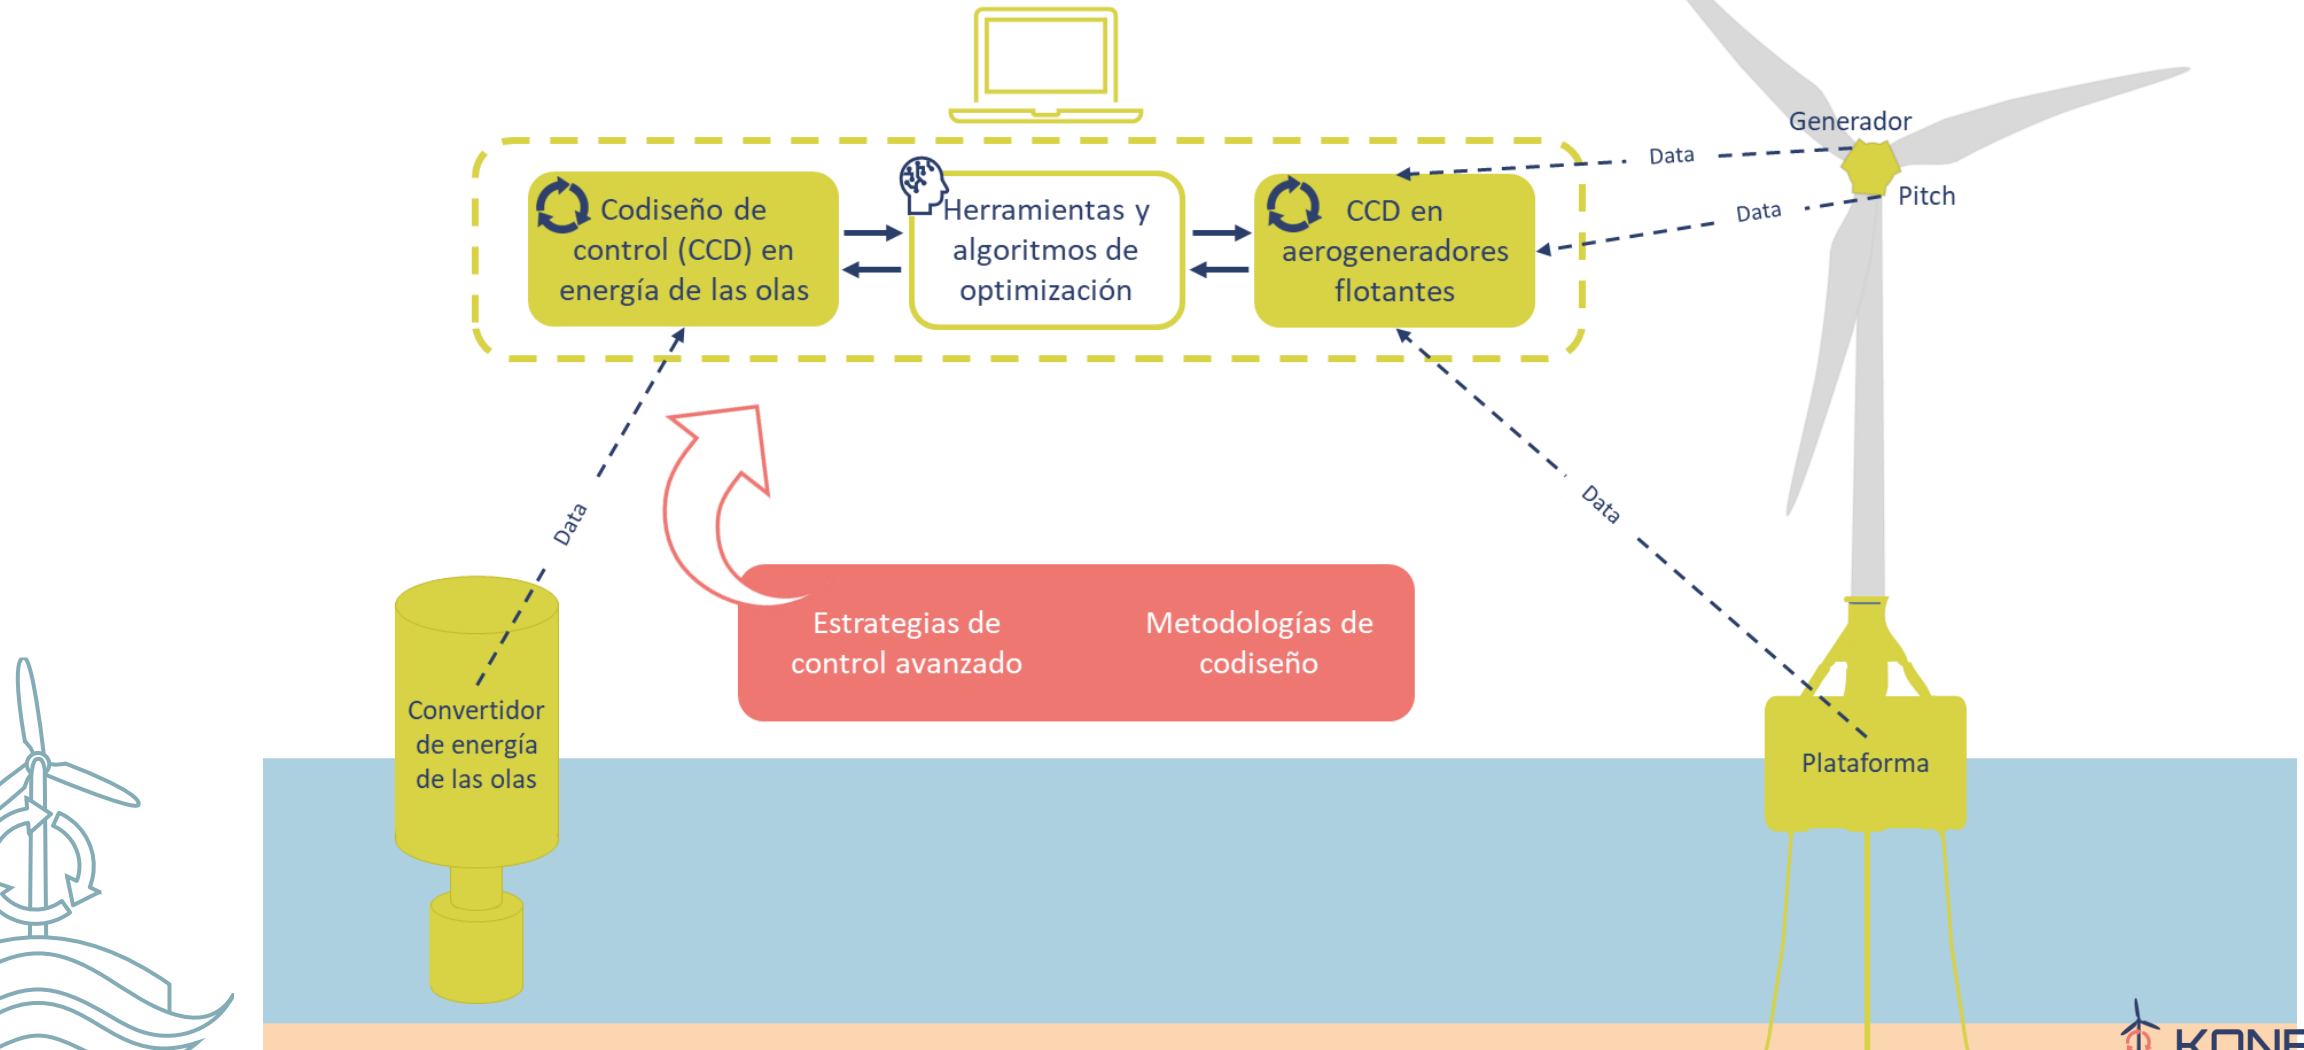 Generador
Data
Pitch
Data
Codiseño de
control (CCD) en
energía de las olas
Herramientas y
algoritmos de
optimización
CCD en
aerogeneradores
flotantes
Data
Data
Estrategias de
control avanzado
Metodologías de
codiseño
Convertidor
de energía
de las olas
Plataforma